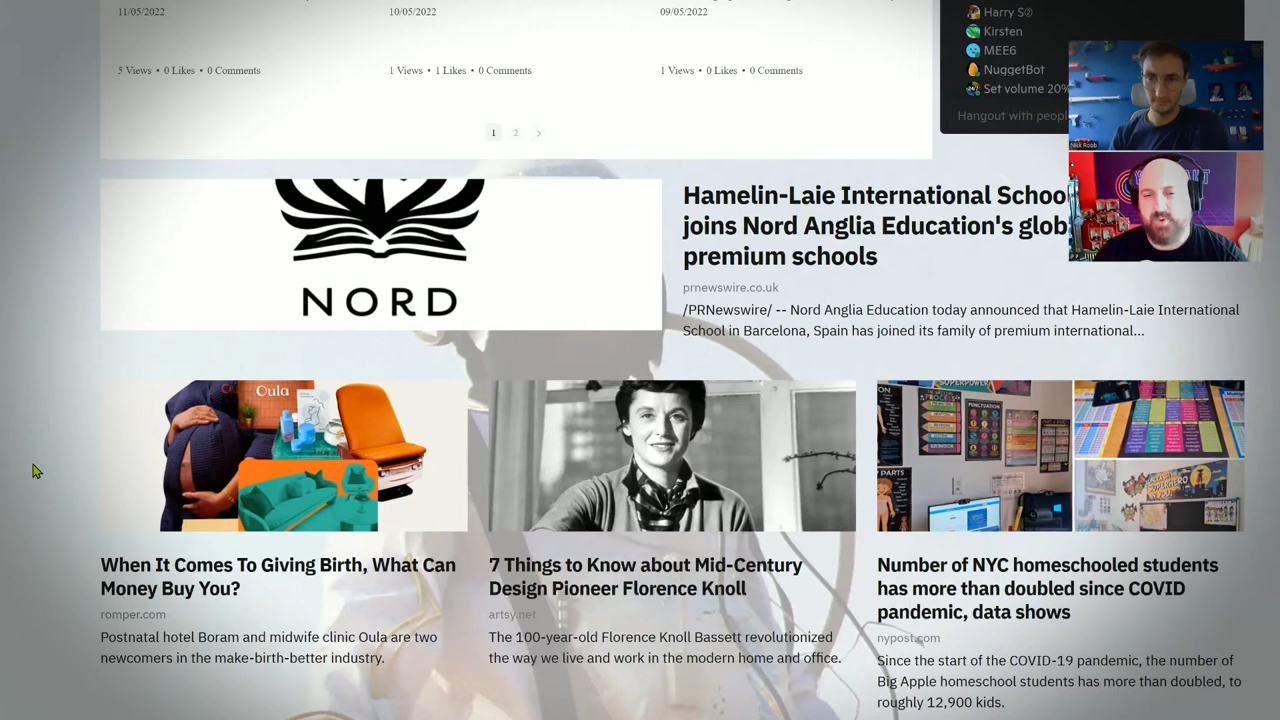 11/05/2022
10/05/2022
09/05/2022
5 Views • 0 Likes • 0 Comments
1 Views • 1 Likes • 0 Comments
1 Views • 0 Likes • 0 Comments
1 2 >
Harry S②
Kirsten
MEE6
NuggetBot
Set volume 20%
Hangout with peopl
Nick Robb
NORD
Hamelin-Laie International Schoo
joins Nord Anglia Education's glob
premium schools
prnewswire.co.uk
/PRNewswire/ -- Nord Anglia Education today announced that Hamelin-Laie International
School in Barcelona, Spain has joined its family of premium international...
Oula
SUPERPOWER
PROCESS
PUNCTUATION
PARTS
When It Comes To Giving Birth, What Can
Money Buy You?
romper.com
Postnatal hotel Boram and midwife clinic Oula are two
newcomers in the make-birth-better industry.
7 Things to Know about Mid-Century
Design Pioneer Florence Knoll
artsy.net
The 100-year-old Florence Knoll Bassett revolutionized
the way we live and work in the modern home and office.
Number of NYC homeschooled students
has more than doubled since COVID
pandemic, data shows
nypost.com
Since the start of the COVID-19 pandemic, the number of
Big Apple homeschool students has more than doubled, to
roughly 12,900 kids.